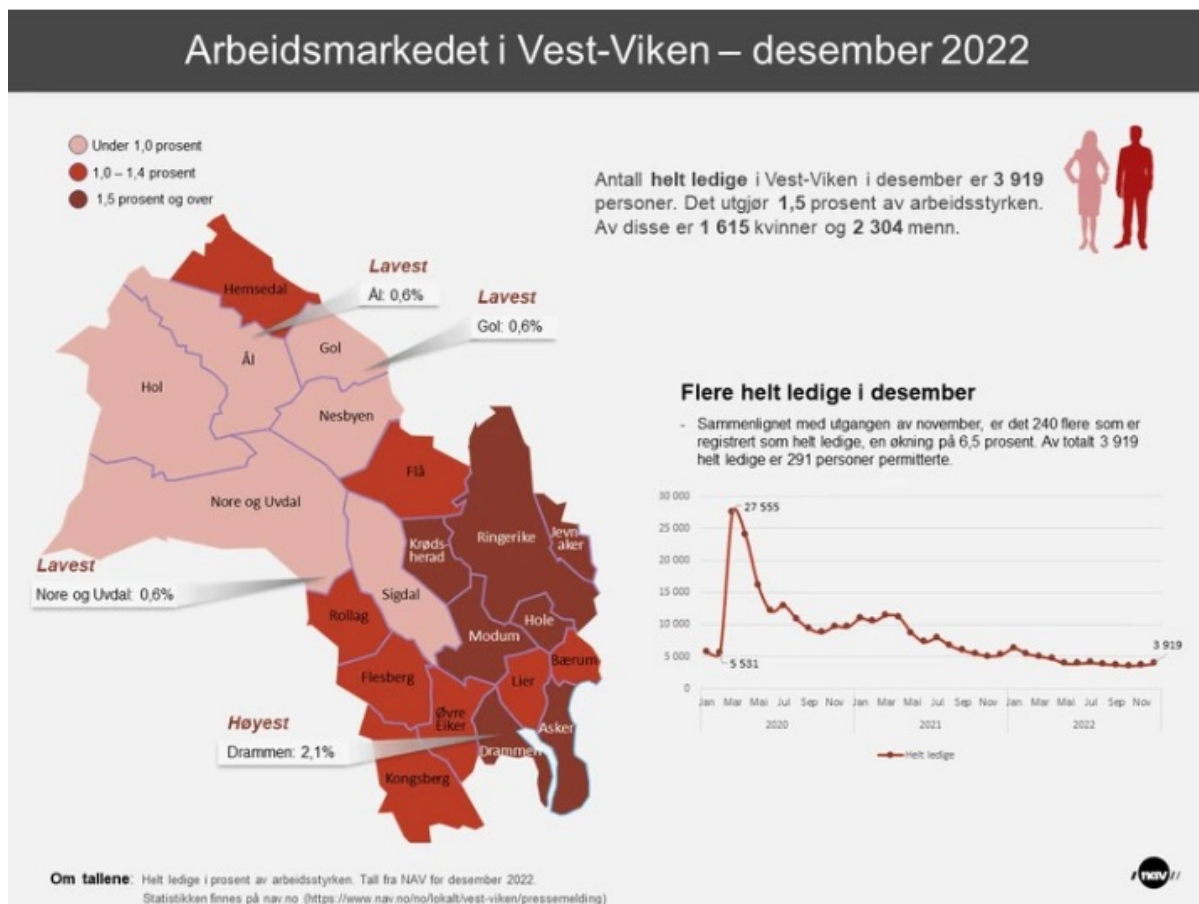 Arbeidsmarkedet i Vest-Viken – desember 2022
Under 1,0 prosent
1,0 – 1,4 prosent
1,5 prosent og over
Antall helt ledige i Vest-Viken i desember er 3 919
personer. Det utgjør 1,5 prosent av arbeidsstyrken.
Av disse er 1 615 kvinner og 2 304 menn.
Hemsedal
Lavest
Ål: 0,6%
Lavest
Gol: 0,6%
Ål
Gol
Hol
Nesbyen
Flå
Nore og Uvdal
Krøds-
herad
Ringerike
Jevn-
aker
Lavest
Nore og Uvdal: 0,6%
Sigdal
Rollag
Modum
Hole
Bærum
Flesberg
Lier
Øvre
Eiker
Asker
Høyest
Drammen: 2,1%
Drammen
Kongsberg
Flere helt ledige i desember
- Sammenlignet med utgangen av november, er det 240 flere som er
registrert som helt ledige, en økning på 6,5 prosent. Av totalt 3 919
helt ledige er 291 personer permitterte.
30 000
25 000
20 000
15 000
10 000
5 000
0
27 555
5 531
3 919
Jan Mar Mai Jul Sep Nov Jan Mar Mai Jul Sep Nov Jan Mar Mai Jul Sep Nov
2020 2021 2022
Helt ledige
Om tallene: Helt ledige i prosent av arbeidsstyrken. Tall fra NAV for desember 2022.
Statistikken finnes på nav.no (https://www.nav.no/no/lokalt/vest-viken/pressemelding)
nav